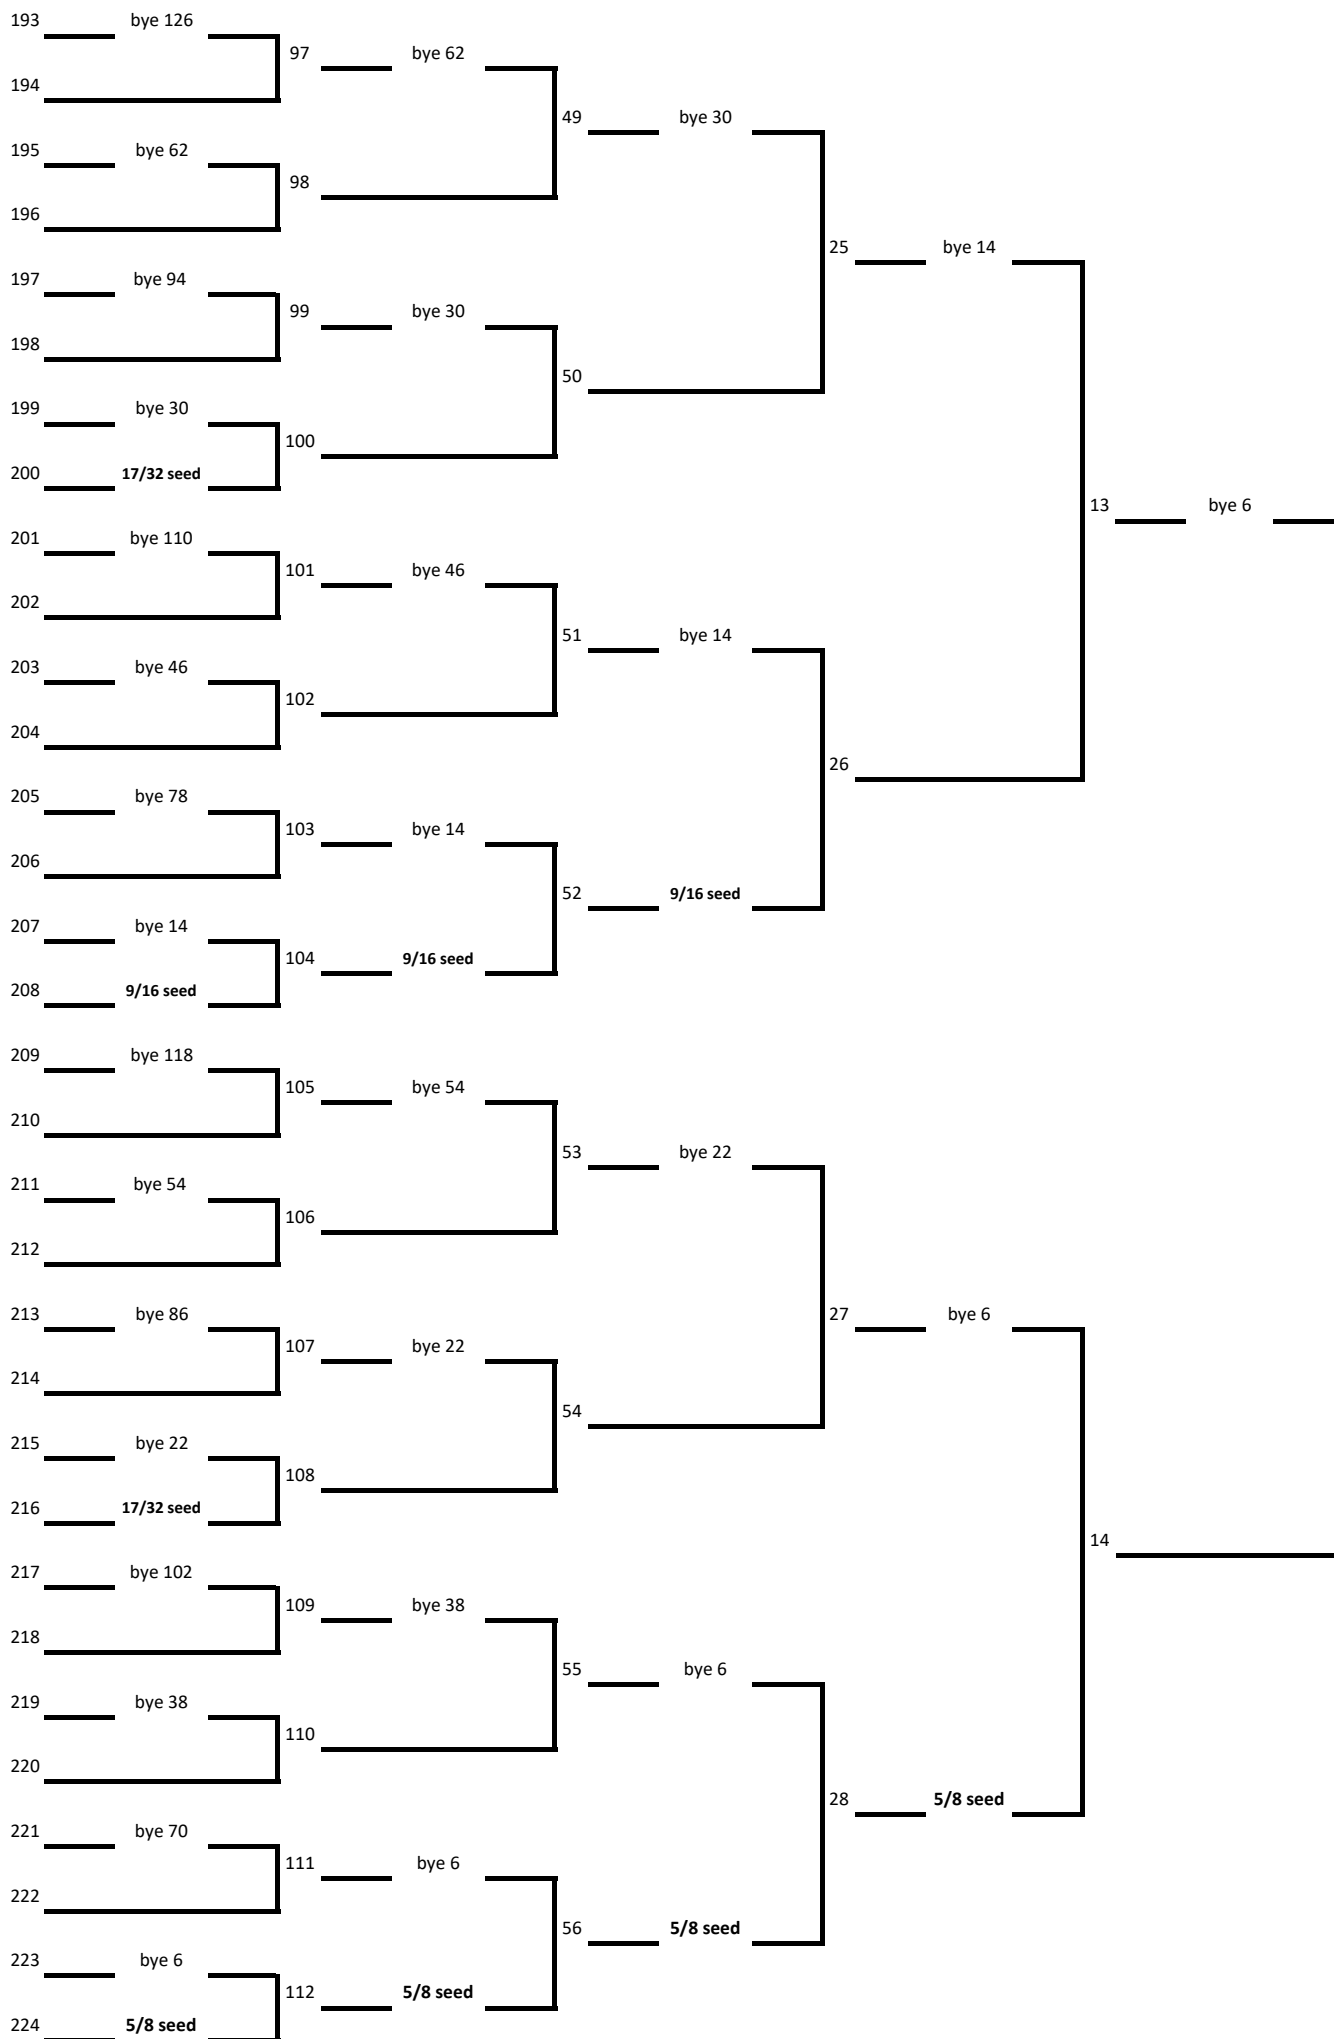 193 bye 126
97 bye 62
194
49 bye 30
195 bye 62
98
196
25 bye 14
197 bye 94
99 bye 30
198
50
199 bye 30
100
200 17/32 seed
13 bye 6
201 bye 110
101 bye 46
202
51 bye 14
203 bye 46
102
204
26
205 bye 78
103 bye 14
206
52 9/16 seed
207 bye 14
104 9/16 seed
208 9/16 seed
209 bye 118
105 bye 54
210
53 bye 22
211 bye 54
106
212
213 bye 86
27 bye 6
107 bye 22
214
54
215 bye 22
108
216 17/32 seed
14
217 bye 102
109 bye 38
218
55 bye 6
219 bye 38
110
220
28 5/8 seed
221 bye 70
111 bye 6
222
56 5/8 seed
223 bye 6
112 5/8 seed
224 5/8 seed